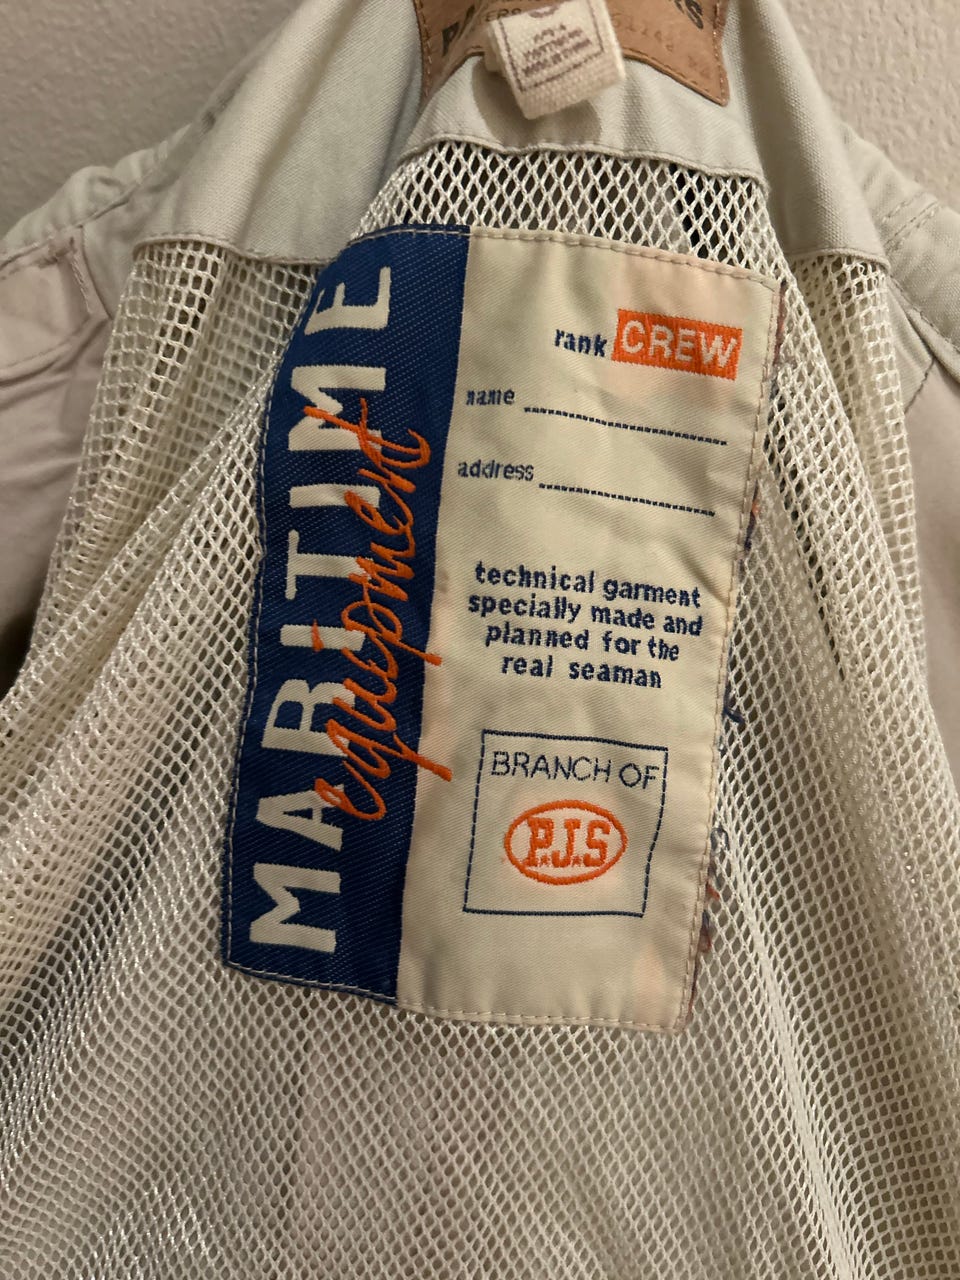 MARITIME
equipment
rank CREW
name
address
technical garment
specially made and
planned for the
real seaman
BRANCH OF
P.J.S